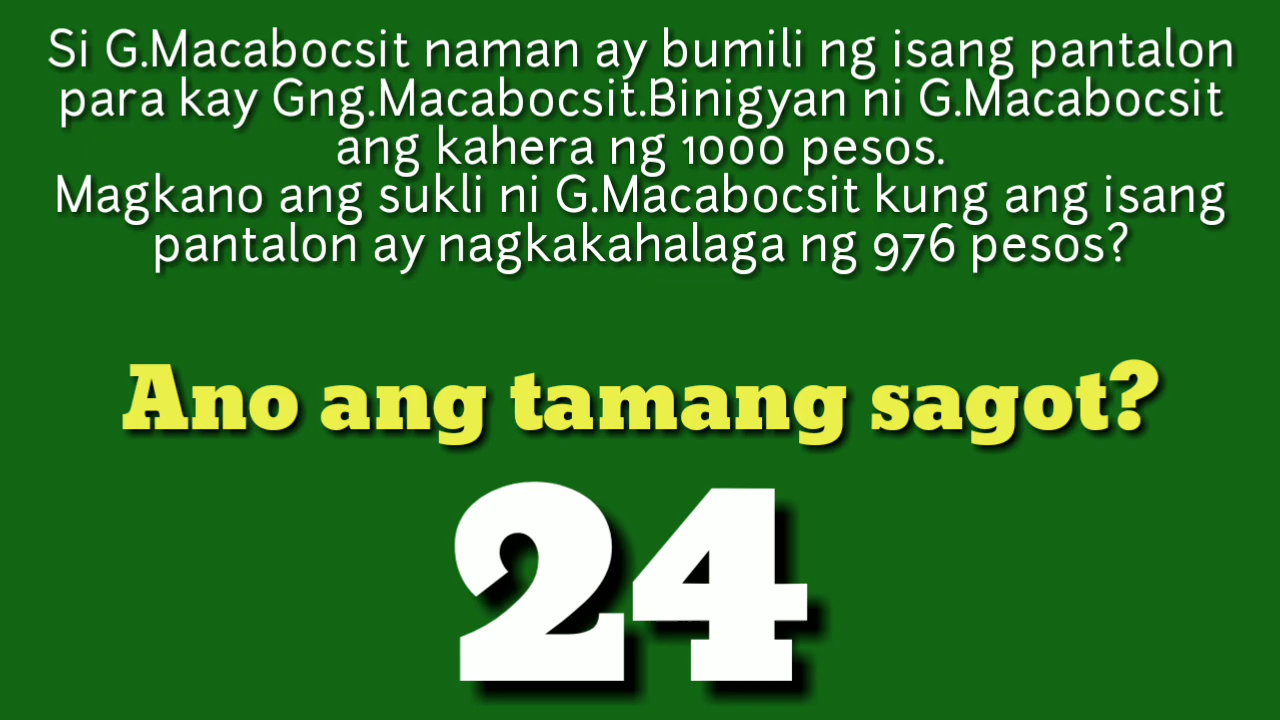 Si G.Macabocsit naman ay bumili ng isang pantalon
para kay Gng.Macabocsit.Binigyan ni G.Macabocsit
ang kahera ng 1000 pesos.
Magkano ang sukli ni G.Macabocsit kung ang isang
pantalon ay nagkakahalaga ng 976 pesos?
Ano ang tamang sagot?
24